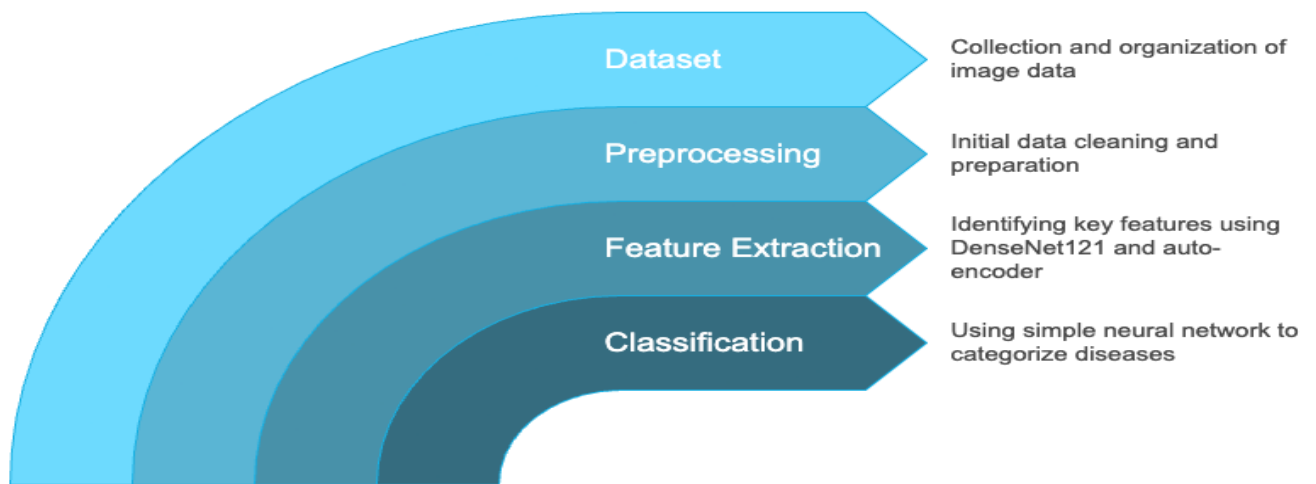 Dataset
Collection and organization of
image data
Preprocessing
Initial data cleaning and
preparation
Feature Extraction
Identifying key features using
DenseNet121 and auto-
encoder
Classification
Using simple neural network to
categorize diseases